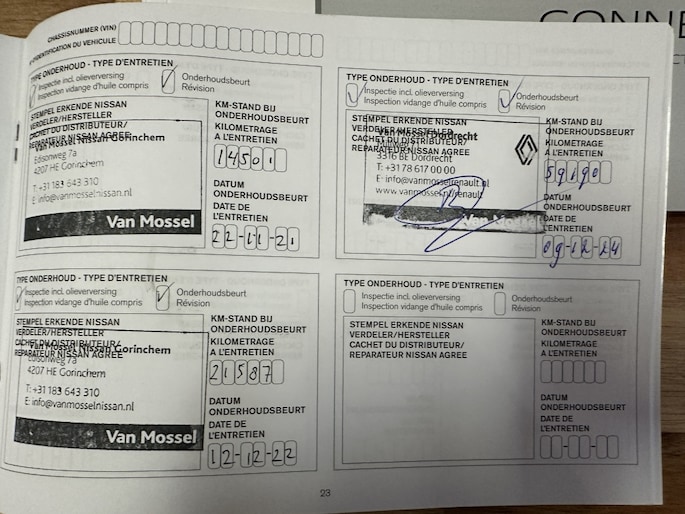 CONNE
CHASSISNUMMER (VIN)
N° D'IDENTIFICATION DU VEHICULE
TYPE ONDERHOUD - TYPE D'ENTRETIEN
Inspectie incl. olieverversing
Inspection vidange d'huile compris
Onderhoudsbeurt
Révision
STEMPEL ERKENDE NISSAN
VERDELER/HERSTELLER
CACHET DU DISTRIBUTEUR/
REPARATEUR NISSAN AGREE
Van Mossel Nissan Gorinchem
Edisonweg 7a
4207 HE Gorinchem
T: +31 183 643 310
E: info@vanmosselnissan.nl
Van Mossel
KM-STAND BIJ
ONDERHOUDSBEURT
KILOMETRAGE
A L'ENTRETIEN
14501
DATUM
ONDERHOUDSBEURT
DATE DE
L'ENTRETIEN
22-11-21
TYPE ONDERHOUD - TYPE D'ENTRETIEN
Inspectie incl. olieverversing
Inspection vidange d'huile compris
Onderhoudsbeurt
Révision
STEMPEL ERKENDE NISSAN
VERDELER/HERSTELLER
CACHET DU DISTRIBUTEUR/
REPARATEUR NISSAN AGREE
Van Mossel Dordrecht
3316 BE Dordrecht
T: +31 78 617 00 00
E: info@vanmosselrenault.nl
www.vanmossel.nl/renault
Van Mossel
KM-STAND BIJ
ONDERHOUDSBEURT
KILOMETRAGE
A L'ENTRETIEN
59190
DATUM
ONDERHOUDSBEURT
DATE DE
L'ENTRETIEN
09-12-24
TYPE ONDERHOUD - TYPE D'ENTRETIEN
Inspectie incl. olieverversing
Inspection vidange d'huile compris
Onderhoudsbeurt
Révision
STEMPEL ERKENDE NISSAN
VERDELER/HERSTELLER
CACHET DU DISTRIBUTEUR/
REPARATEUR NISSAN AGREE
Van Mossel Nissan Gorinchem
Edisonweg 7a
4207 HE Gorinchem
T: +31 183 643 310
E: info@vanmosselnissan.nl
Van Mossel
KM-STAND BIJ
ONDERHOUDSBEURT
KILOMETRAGE
A L'ENTRETIEN
21587
DATUM
ONDERHOUDSBEURT
DATE DE
L'ENTRETIEN
12-12-22
TYPE ONDERHOUD - TYPE D'ENTRETIEN
Inspectie incl. olieverversing
Inspection vidange d'huile compris
Onderhoudsbeurt
Révision
STEMPEL ERKENDE NISSAN
VERDELER/HERSTELLER
CACHET DU DISTRIBUTEUR/
REPARATEUR NISSAN AGREE
KM-STAND BIJ
ONDERHOUDSBEURT
KILOMETRAGE
A L'ENTRETIEN
DATUM
ONDERHOUDSBEURT
DATE DE
L'ENTRETIEN
23